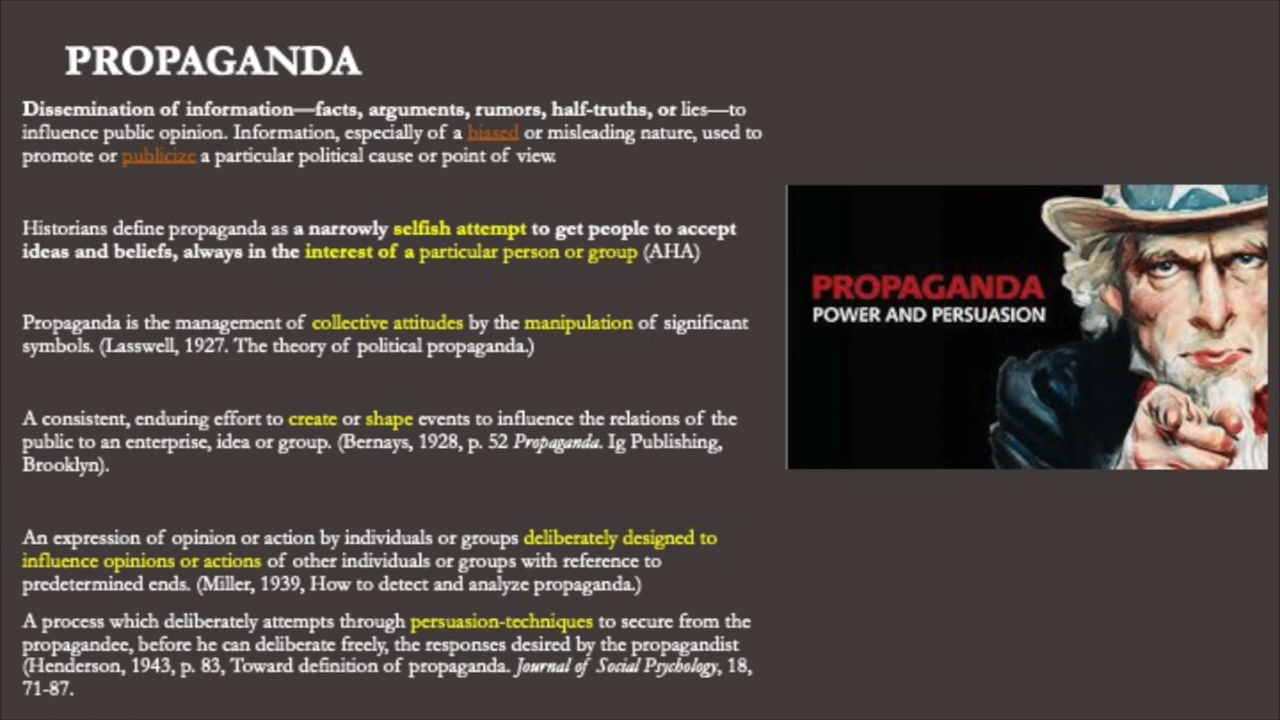 PROPAGANDA
Dissemination of information—facts, arguments, rumors, half-truths, or lies—to
influence public opinion. Information, especially of a biased or misleading nature, used to
promote or publicize a particular political cause or point of view.
Historians define propaganda as a narrowly selfish attempt to get people to accept
ideas and beliefs, always in the interest of a particular person or group (AHA)
Propaganda is the management of collective attitudes by the manipulation of significant
symbols. (Lasswell, 1927. The theory of political propaganda.)
A consistent, enduring effort to create or shape events to influence the relations of the
public to an enterprise, idea or group. (Bernays, 1928, p. 52 Propaganda. Ig Publishing,
Brooklyn).
An expression of opinion or action by individuals or groups deliberately designed to
influence opinions or actions of other individuals or groups with reference to
predetermined ends. (Miller, 1939, How to detect and analyze propaganda.)
A process which deliberately attempts through persuasion-techniques to secure from the
propagandee, before he can deliberate freely, the responses desired by the propagandist
(Henderson, 1943, p. 83, Toward definition of propaganda. Journal of Social Psychology, 18,
71-87.
PROPAGANDA
POWER AND PERSUASION